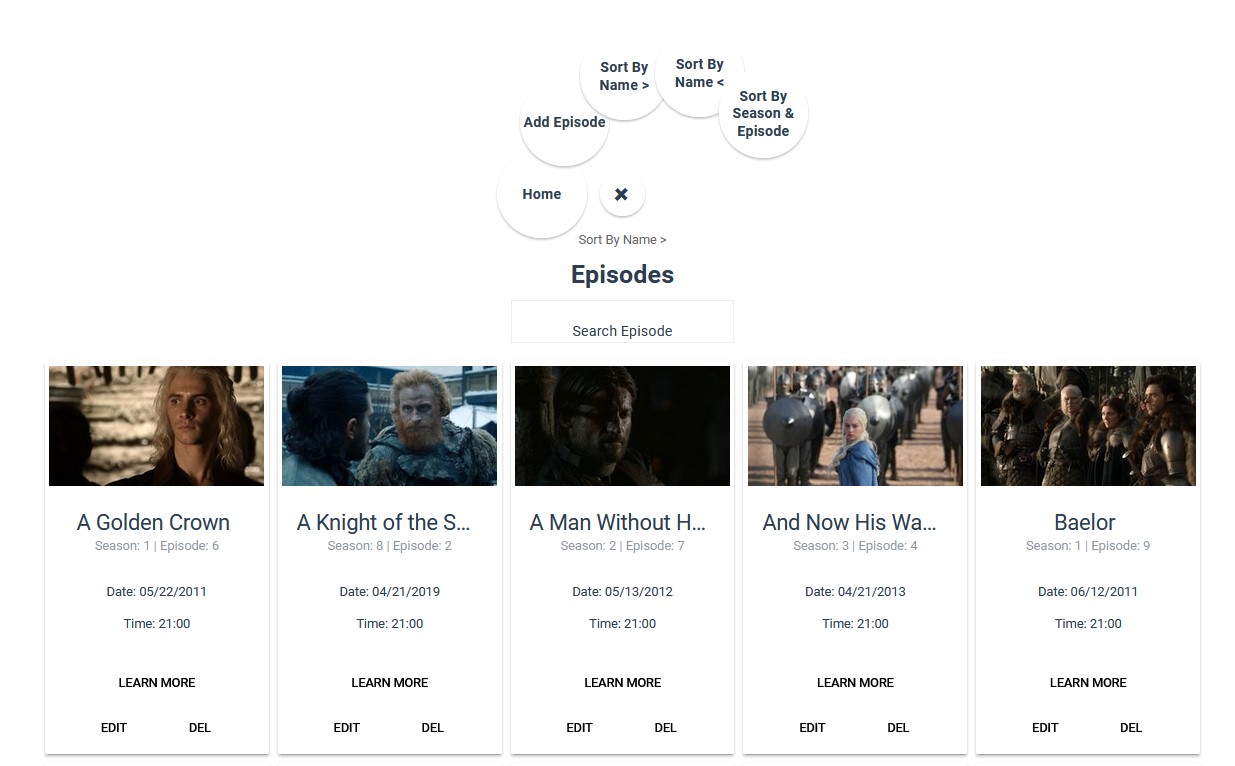 Sort By
Name >
Sort By
Name <
Sort By
Season &
Episode
Add Episode
Home
✖
Sort By Name >
Episodes
Search Episode
A Golden Crown
Season: 1 | Episode: 6
Date: 05/22/2011
Time: 21:00
LEARN MORE
EDIT DEL
A Knight of the S...
Season: 8 | Episode: 2
Date: 04/21/2019
Time: 21:00
LEARN MORE
EDIT DEL
A Man Without H...
Season: 2 | Episode: 7
Date: 05/13/2012
Time: 21:00
LEARN MORE
EDIT DEL
And Now His Wa...
Season: 3 | Episode: 4
Date: 04/21/2013
Time: 21:00
LEARN MORE
EDIT DEL
Baelor
Season: 1 | Episode: 9
Date: 06/12/2011
Time: 21:00
LEARN MORE
EDIT DEL